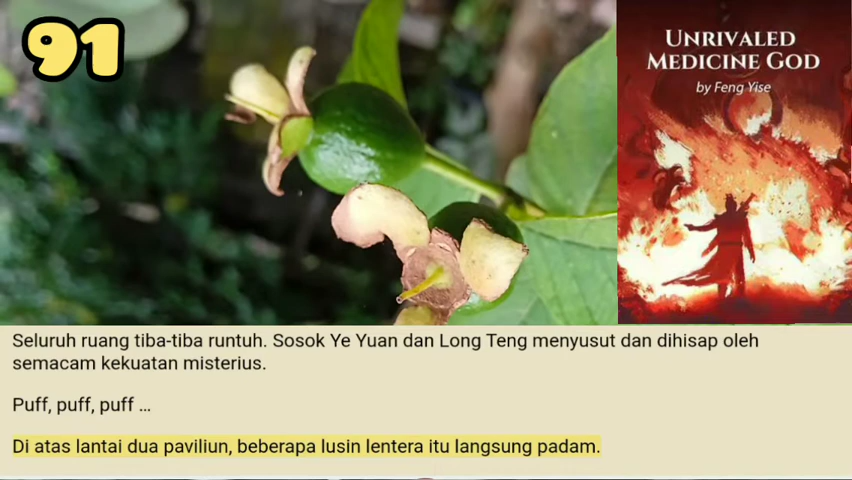 91
UNRIVALED
MEDICINE GOD
by Feng Yise
Seluruh ruang tiba-tiba runtuh. Sosok Ye Yuan dan Long Teng menyusut dan dihisap oleh
semacam kekuatan misterius.
Puff, puff, puff ...
Di atas lantai dua paviliun, beberapa lusin lentera itu langsung padam.